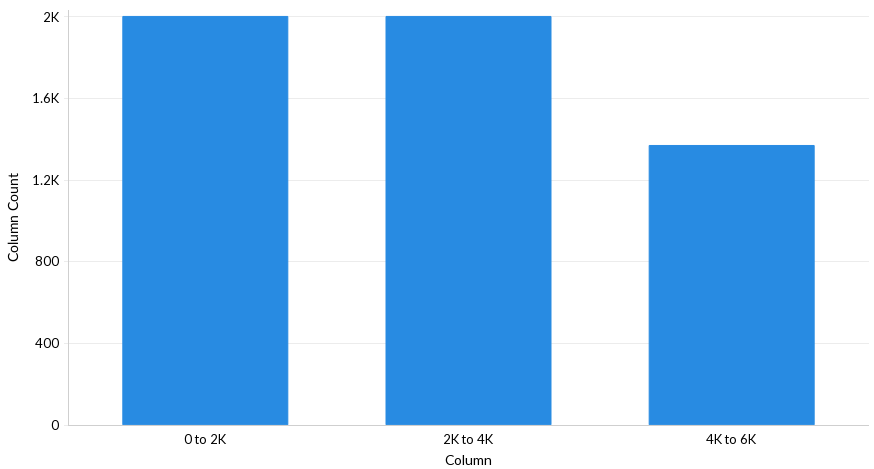 2K
1.6K
1.2K
800
400
0
Column Count
0 to 2K
2K to 4K
4K to 6K
Column